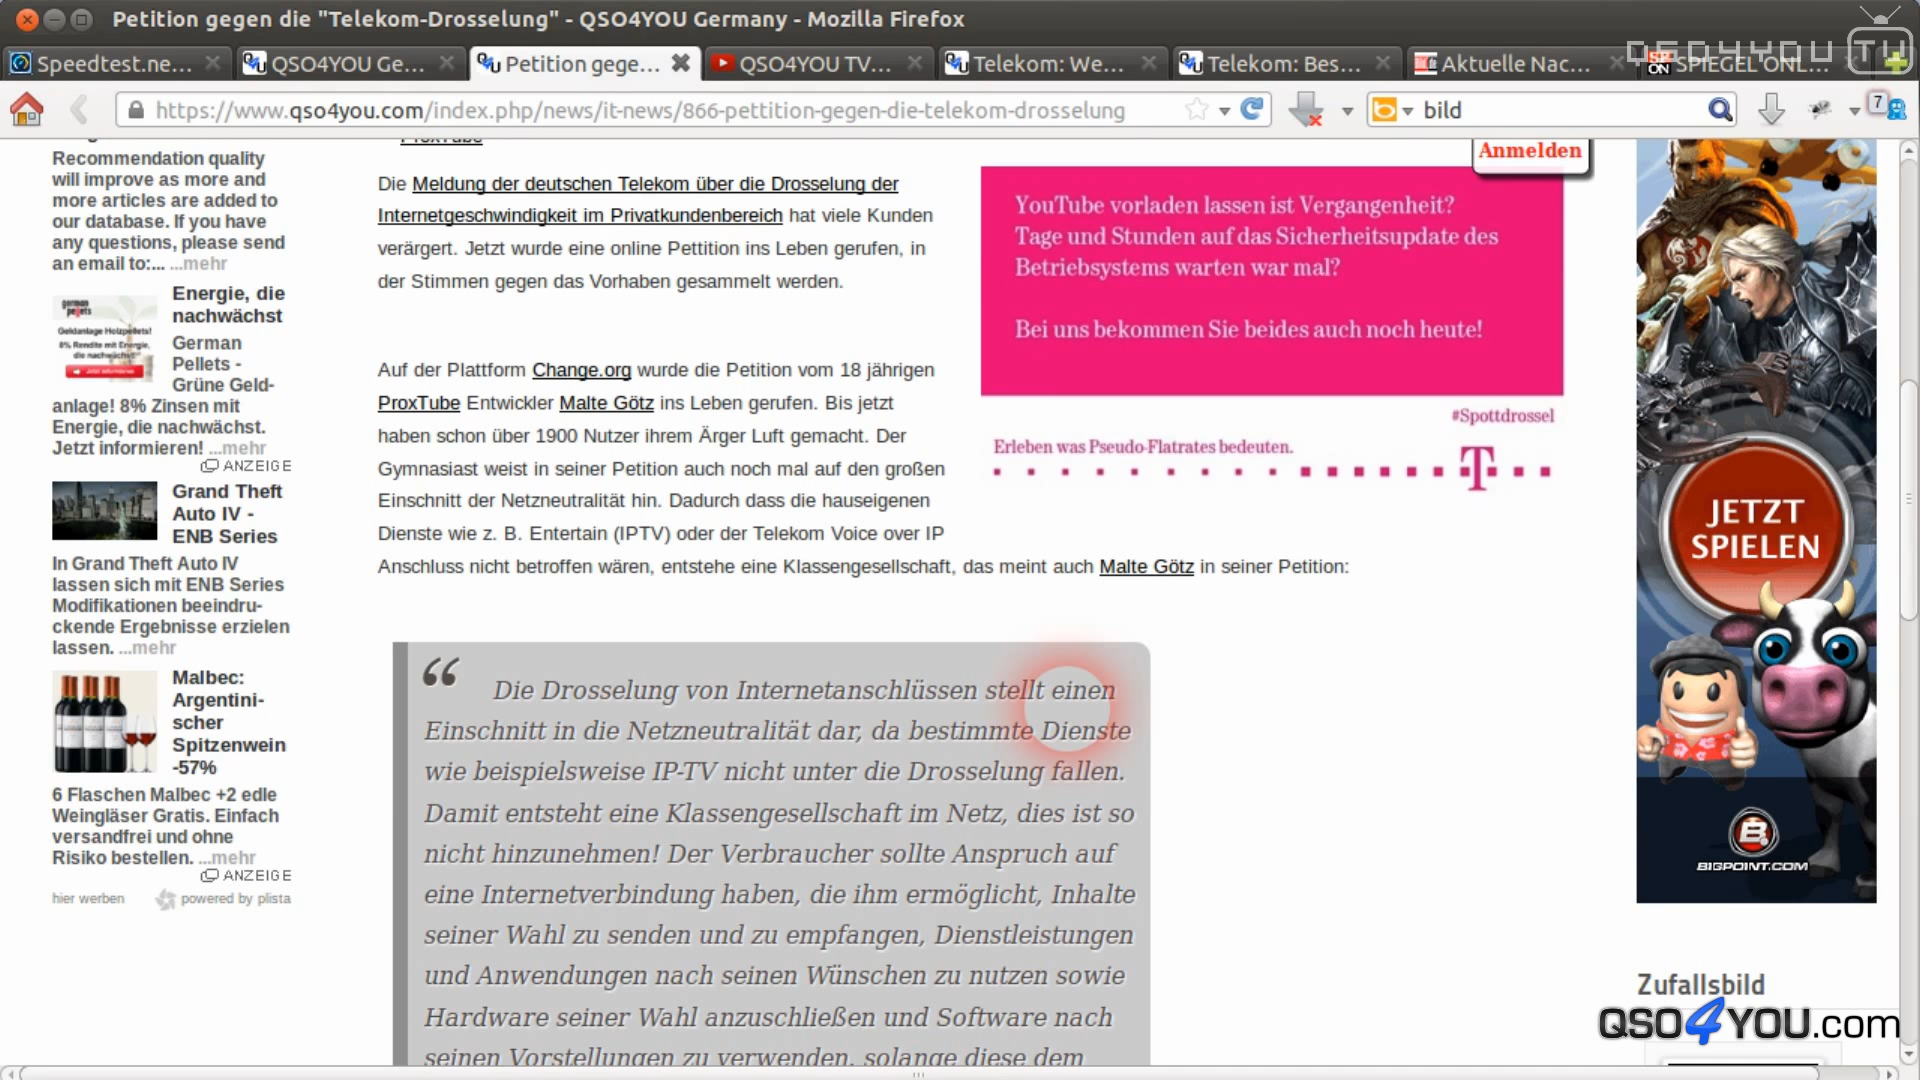 Petition gegen die "Telekom-Drosselung" - QSO4YOU Germany - Mozilla Firefox
Speedtest.ne...
QSO4YOU Ge...
Petition gege...
QSO4YOU TV...
Telekom: We...
Telekom: Bes...
Aktuelle Nac...
SPIEGEL ONL...
QSO4YOU TV
https://www.qso4you.com/index.php/news/it-news/866-pettition-gegen-die-telekom-drosselung
bild
7
Recommendation quality
will improve as more and
more articles are added to
our database. If you have
any questions, please send
an email to:... ...mehr
german
pellets
Geldanlage Holzpellets!
8% Rendite mit Energie,
die nachwächst!
Energie, die
nachwächst
German
Pellets -
Grüne Geld-
anlage! 8% Zinsen mit
Energie, die nachwächst.
Jetzt informieren! ...mehr
ANZEIGE
Grand Theft
Auto IV -
ENB Series
In Grand Theft Auto IV
lassen sich mit ENB Series
Modifikationen beeindru-
ckende Ergebnisse erzielen
lassen. ...mehr
Malbec:
Argentini-
scher
Spitzenwein
-57%
6 Flaschen Malbec +2 edle
Weingläser Gratis. Einfach
versandfrei und ohne
Risiko bestellen. ...mehr
ANZEIGE
hier werben
powered by plista
ProxTube
Die Meldung der deutschen Telekom über die Drosselung der
Internetgeschwindigkeit im Privatkundenbereich hat viele Kunden
verärgert. Jetzt wurde eine online Pettition ins Leben gerufen, in
der Stimmen gegen das Vorhaben gesammelt werden.
Auf der Plattform Change.org wurde die Petition vom 18 jährigen
ProxTube Entwickler Malte Götz ins Leben gerufen. Bis jetzt
haben schon über 1900 Nutzer ihrem Ärger Luft gemacht. Der
Gymnasiast weist in seiner Petition auch noch mal auf den großen
Einschnitt der Netzneutralität hin. Dadurch dass die hauseigenen
Dienste wie z. B. Entertain (IPTV) oder der Telekom Voice over IP
Anschluss nicht betroffen wären, entstehe eine Klassengesellschaft, das meint auch Malte Götz in seiner Petition:
Anmelden
YouTube vorladen lassen ist Vergangenheit?
Tage und Stunden auf das Sicherheitsupdate des
Betriebsystems warten war mal?
Bei uns bekommen Sie beides auch noch heute!
#Spottdrossel
Erleben was Pseudo-Flatrates bedeuten.
T
“ Die Drosselung von Internetanschlüssen stellt einen
Einschnitt in die Netzneutralität dar, da bestimmte Dienste
wie beispielsweise IP-TV nicht unter die Drosselung fallen.
Damit entsteht eine Klassengesellschaft im Netz, dies ist so
nicht hinzunehmen! Der Verbraucher sollte Anspruch auf
eine Internetverbindung haben, die ihm ermöglicht, Inhalte
seiner Wahl zu senden und zu empfangen, Dienstleistungen
und Anwendungen nach seinen Wünschen zu nutzen sowie
Hardware seiner Wahl anzuschließen und Software nach
seinen Vorstellungen zu verwenden, solange diese dem
JETZT
SPIELEN
B
BIGPOINT.COM
Zufallsbild
QSO4YOU.com